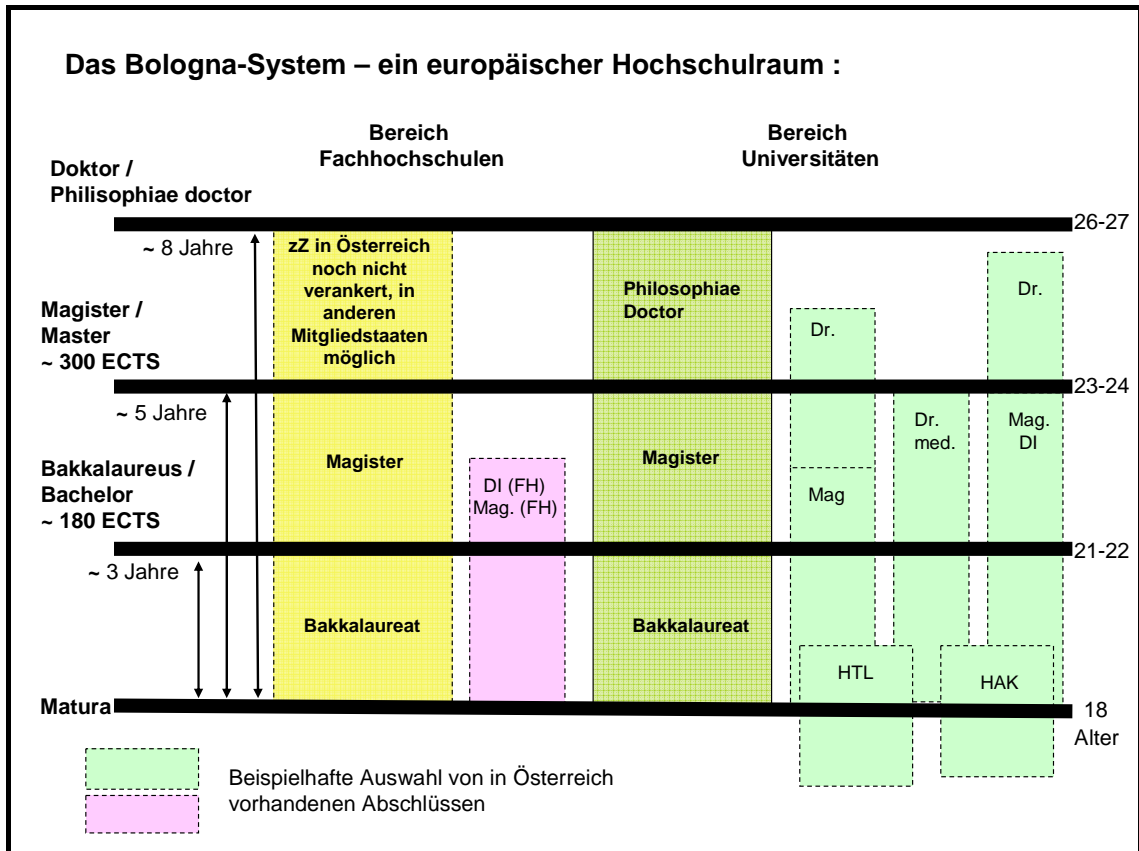 Das Bologna-System – ein europäischer Hochschulraum :
Bereich
Fachhochschulen
Bereich
Universitäten
Doktor /
Philisophiae doctor
26-27
~ 8 Jahre
zZ in Österreich
noch nicht
verankert, in
anderen
Mitgliedstaaten
möglich
Philosophiae
Doctor
Dr.
Dr.
Magister /
Master
~ 300 ECTS
23-24
~ 5 Jahre
Magister
DI (FH)
Mag. (FH)
Magister
Mag
Dr.
med.
Mag.
DI
Bakkalaureus /
Bachelor
~ 180 ECTS
21-22
~ 3 Jahre
Bakkalaureat
Bakkalaureat
HTL
HAK
Matura
18
Alter
Beispielhafte Auswahl von in Österreich
vorhandenen Abschlüssen